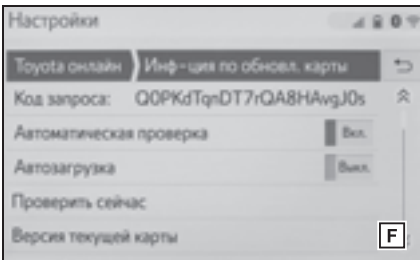 Настройки
Toyota онлайн Инф-ция по обновл. карты
Код запроса: Q0PKdTqnDT7rQA8HAvgJ0s
Автоматическая проверка Вкл.
Автозагрузка Выкл.
Проверить сейчас
Версия текущей карты
F